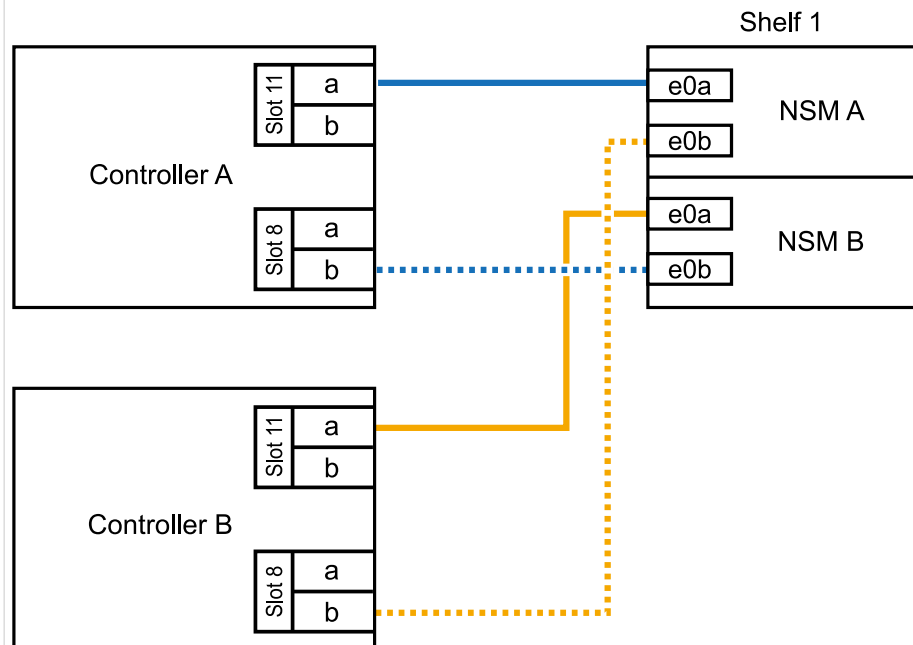 Shelf 1
Slot 11
a
b
Controller A
Slot 8
a
b
e0a
e0b
NSM A
e0a
e0b
NSM B
Slot 11
a
b
Controller B
Slot 8
a
b